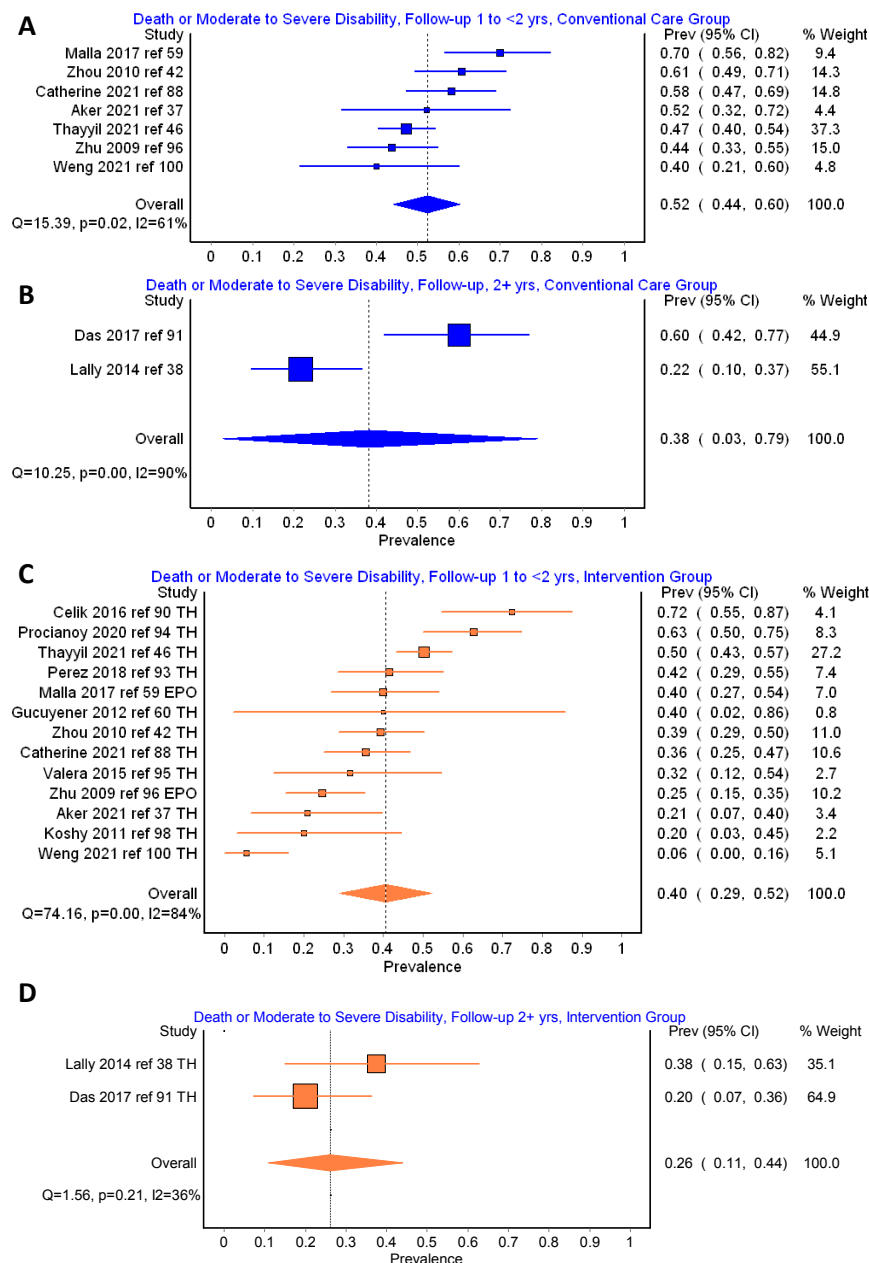 A
Death or Moderate to Severe Disability, Follow-up 1 to <2 yrs, Conventional Care Group
Study Prev (95% CI) % Weight
Malla 2017 ref 59 0.70 ( 0.56, 0.82) 9.4
Zhou 2010 ref 42 0.61 ( 0.49, 0.71) 14.3
Catherine 2021 ref 88 0.58 ( 0.47, 0.69) 14.8
Aker 2021 ref 37 0.52 ( 0.32, 0.72) 4.4
Thayyil 2021 ref 46 0.47 ( 0.40, 0.54) 37.3
Zhu 2009 ref 96 0.44 ( 0.33, 0.55) 15.0
Weng 2021 ref 100 0.40 ( 0.21, 0.60) 4.8
Overall 0.52 ( 0.44, 0.60) 100.0
Q=15.39, p=0.02, I2=61%
0 0.1 0.2 0.3 0.4 0.5 0.6 0.7 0.8 0.9 1
B
Death or Moderate to Severe Disability, Follow-up, 2+ yrs, Conventional Care Group
Study Prev (95% CI) % Weight
Das 2017 ref 91 0.60 ( 0.42, 0.77) 44.9
Lally 2014 ref 38 0.22 ( 0.10, 0.37) 55.1
Overall 0.38 ( 0.03, 0.79) 100.0
Q=10.25, p=0.00, I2=90%
0 0.1 0.2 0.3 0.4 0.5 0.6 0.7 0.8 0.9 1
Prevalence
C
Death or Moderate to Severe Disability, Follow-up 1 to <2 yrs, Intervention Group
Study Prev (95% CI) % Weight
Celik 2016 ref 90 TH 0.72 ( 0.55, 0.87) 4.1
Procianoy 2020 ref 94 TH 0.63 ( 0.50, 0.75) 8.3
Thayyil 2021 ref 46 TH 0.50 ( 0.43, 0.57) 27.2
Perez 2018 ref 93 TH 0.42 ( 0.29, 0.55) 7.4
Malla 2017 ref 59 EPO 0.40 ( 0.27, 0.54) 7.0
Gucuyener 2012 ref 60 TH 0.40 ( 0.02, 0.86) 0.8
Zhou 2010 ref 42 TH 0.39 ( 0.29, 0.50) 11.0
Catherine 2021 ref 88 TH 0.36 ( 0.25, 0.47) 10.6
Valera 2015 ref 95 TH 0.32 ( 0.12, 0.54) 2.7
Zhu 2009 ref 96 EPO 0.25 ( 0.15, 0.35) 10.2
Aker 2021 ref 37 TH 0.21 ( 0.07, 0.40) 3.4
Koshy 2011 ref 98 TH 0.20 ( 0.03, 0.45) 2.2
Weng 2021 ref 100 TH 0.06 ( 0.00, 0.16) 5.1
Overall 0.40 ( 0.29, 0.52) 100.0
Q=74.16, p=0.00, I2=84%
0 0.1 0.2 0.3 0.4 0.5 0.6 0.7 0.8 0.9 1
Prevalence
D
Death or Moderate to Severe Disability, Follow-up 2+ yrs, Intervention Group
Study Prev (95% CI) % Weight
Lally 2014 ref 38 TH 0.38 ( 0.15, 0.63) 35.1
Das 2017 ref 91 TH 0.20 ( 0.07, 0.36) 64.9
Overall 0.26 ( 0.11, 0.44) 100.0
Q=1.56, p=0.21, I2=36%
0 0.1 0.2 0.3 0.4 0.5 0.6 0.7 0.8 0.9 1
Prevalence